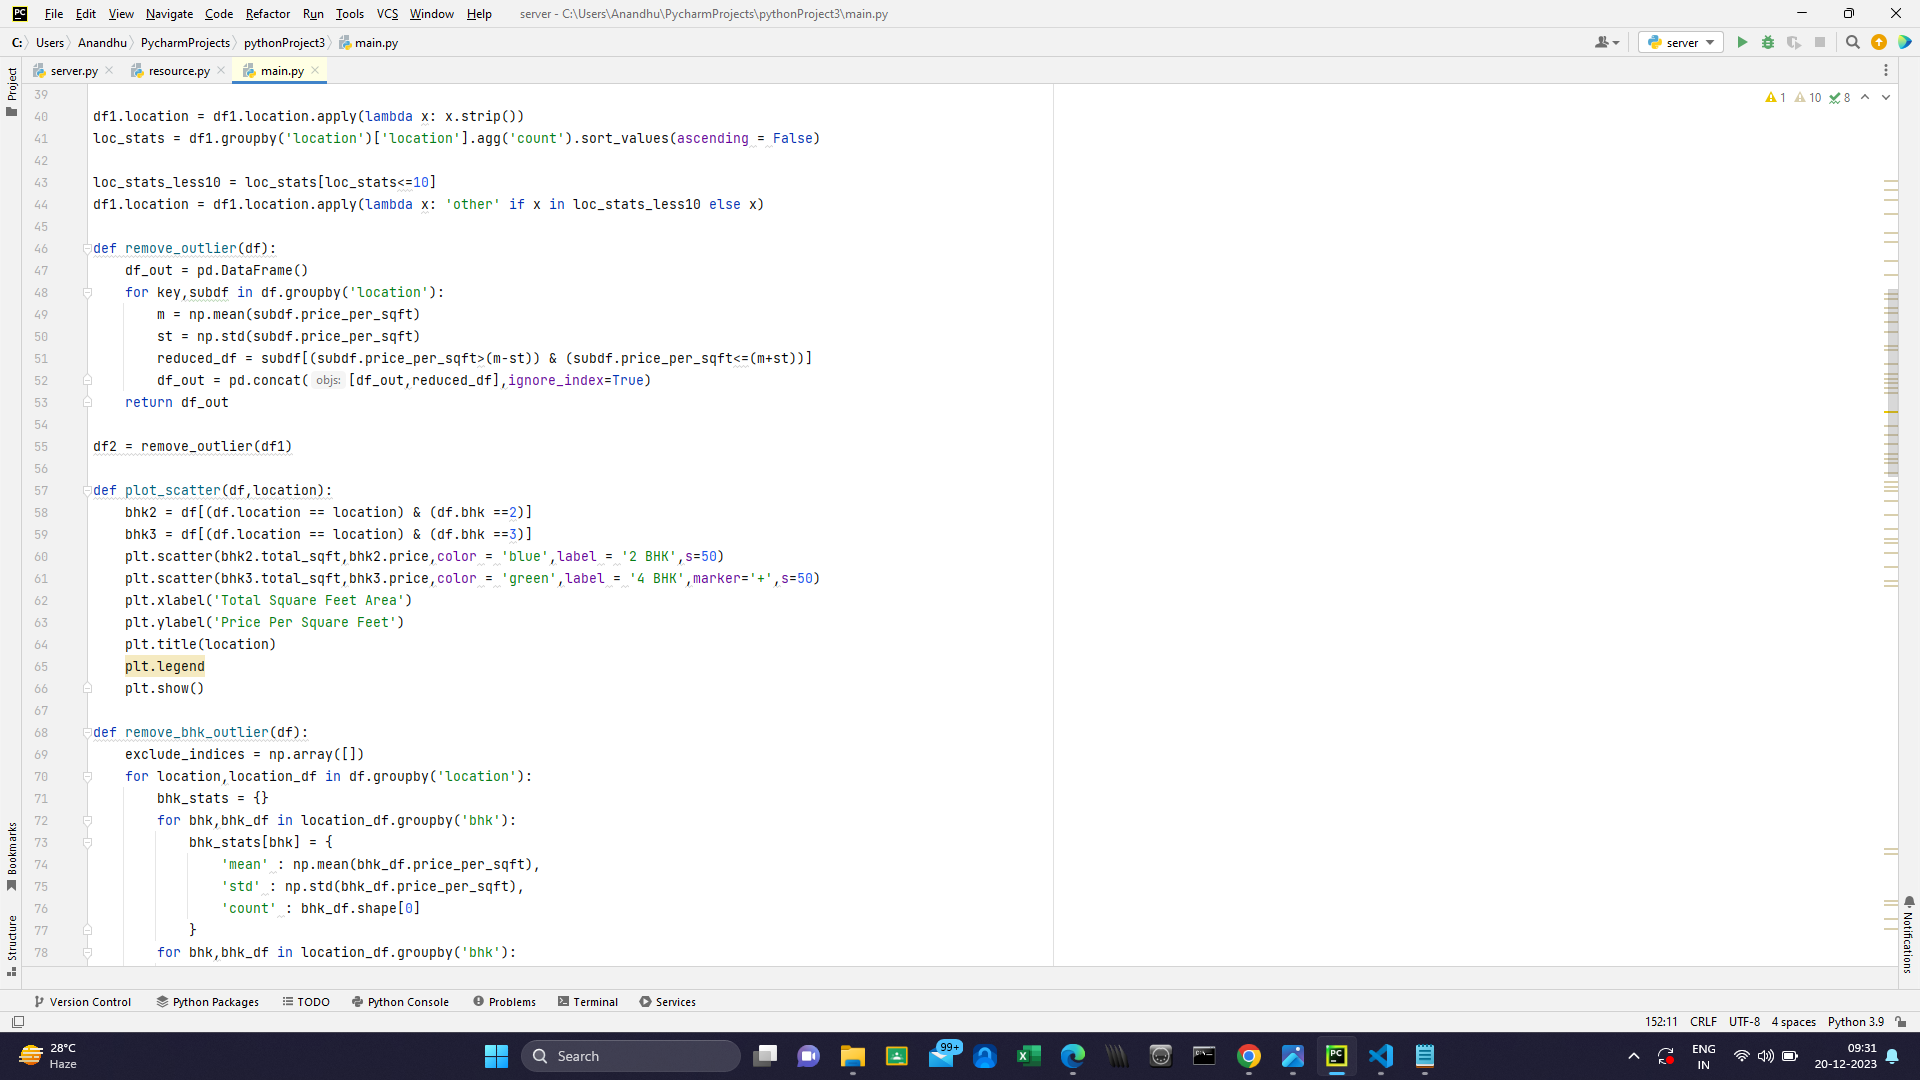 PC File Edit View Navigate Code Refactor Run Tools VCS Window Help server - C:\Users\Anandhu\PycharmProjects\pythonProject3\main.py
C: Users Anandhu PycharmProjects pythonProject3 main.py server
Project
server.py resource.py main.py
1 10 8
39
40 df1.location = df1.location.apply(lambda x: x.strip())
41 loc_stats = df1.groupby('location')['location'].agg('count').sort_values(ascending = False)
42
43 loc_stats_less10 = loc_stats[loc_stats<=10]
44 df1.location = df1.location.apply(lambda x: 'other' if x in loc_stats_less10 else x)
45
46 def remove_outlier(df):
47 df_out = pd.DataFrame()
48 for key,subdf in df.groupby('location'):
49 m = np.mean(subdf.price_per_sqft)
50 st = np.std(subdf.price_per_sqft)
51 reduced_df = subdf[(subdf.price_per_sqft>(m-st)) & (subdf.price_per_sqft<=(m+st))]
52 df_out = pd.concat( objs: [df_out,reduced_df],ignore_index=True)
53 return df_out
54
55 df2 = remove_outlier(df1)
56
57 def plot_scatter(df,location):
58 bhk2 = df[(df.location == location) & (df.bhk ==2)]
59 bhk3 = df[(df.location == location) & (df.bhk ==3)]
60 plt.scatter(bhk2.total_sqft,bhk2.price,color = 'blue',label = '2 BHK',s=50)
61 plt.scatter(bhk3.total_sqft,bhk3.price,color = 'green',label = '4 BHK',marker='+',s=50)
62 plt.xlabel('Total Square Feet Area')
63 plt.ylabel('Price Per Square Feet')
64 plt.title(location)
65 plt.legend
66 plt.show()
67
68 def remove_bhk_outlier(df):
69 exclude_indices = np.array([])
70 for location,location_df in df.groupby('location'):
71 bhk_stats = {}
72 for bhk,bhk_df in location_df.groupby('bhk'):
73 bhk_stats[bhk] = {
74 'mean' : np.mean(bhk_df.price_per_sqft),
75 'std' : np.std(bhk_df.price_per_sqft),
76 'count' : bhk_df.shape[0]
77 }
78 for bhk,bhk_df in location_df.groupby('bhk'):
Bookmarks
Structure
Notifications
Version Control Python Packages TODO Python Console Problems Terminal Services
152:11 CRLF UTF-8 4 spaces Python 3.9
28°C
Haze
Search
99+
PC
ENG
IN
09:31
20-12-2023